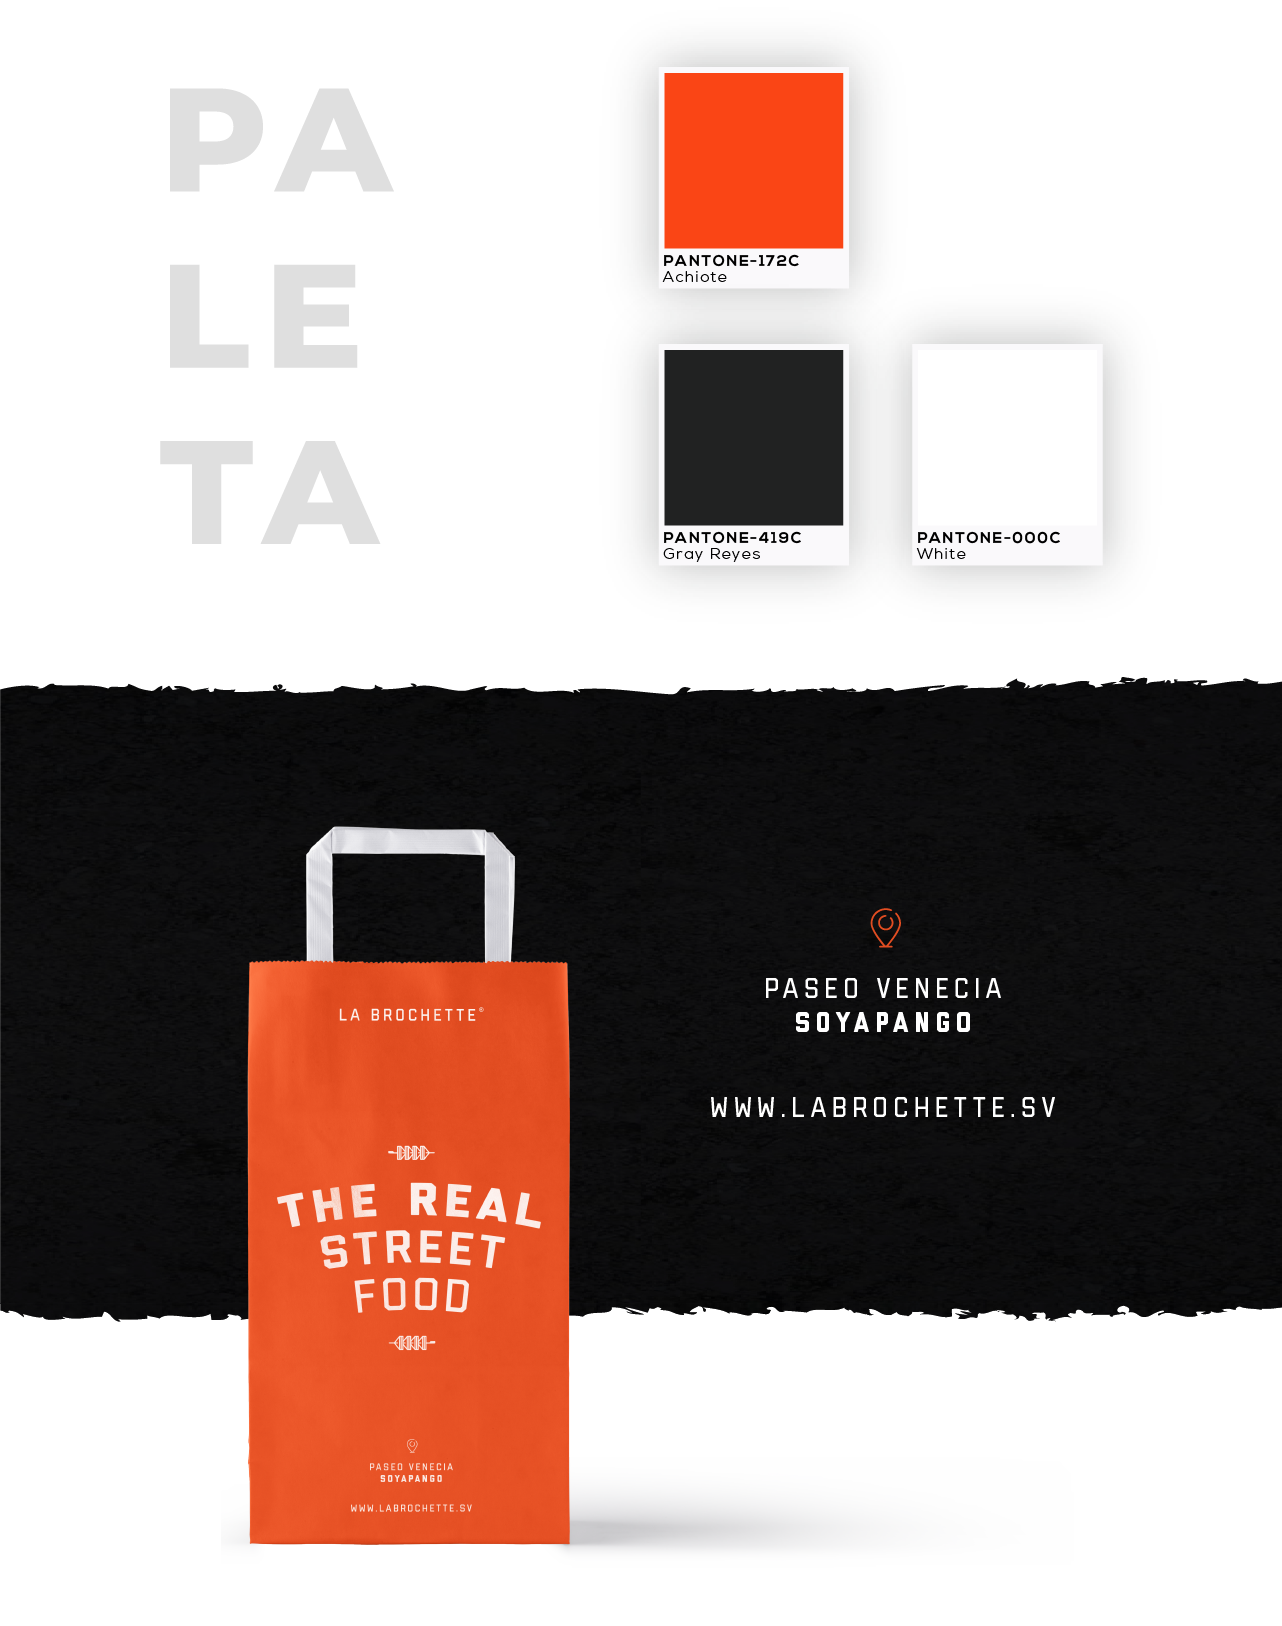 PA
LE
TA
PANTONE-172C
Achiote
PANTONE-419C
Gray Reyes
PANTONE-000C
White
LA BROCHETTE®
THE REAL
STREET
FOOD
PASEO VENECIA
SOYAPANGO
WWW.LABROCHETTE.SV
PASEO VENECIA
SOYAPANGO
WWW.LABROCHETTE.SV